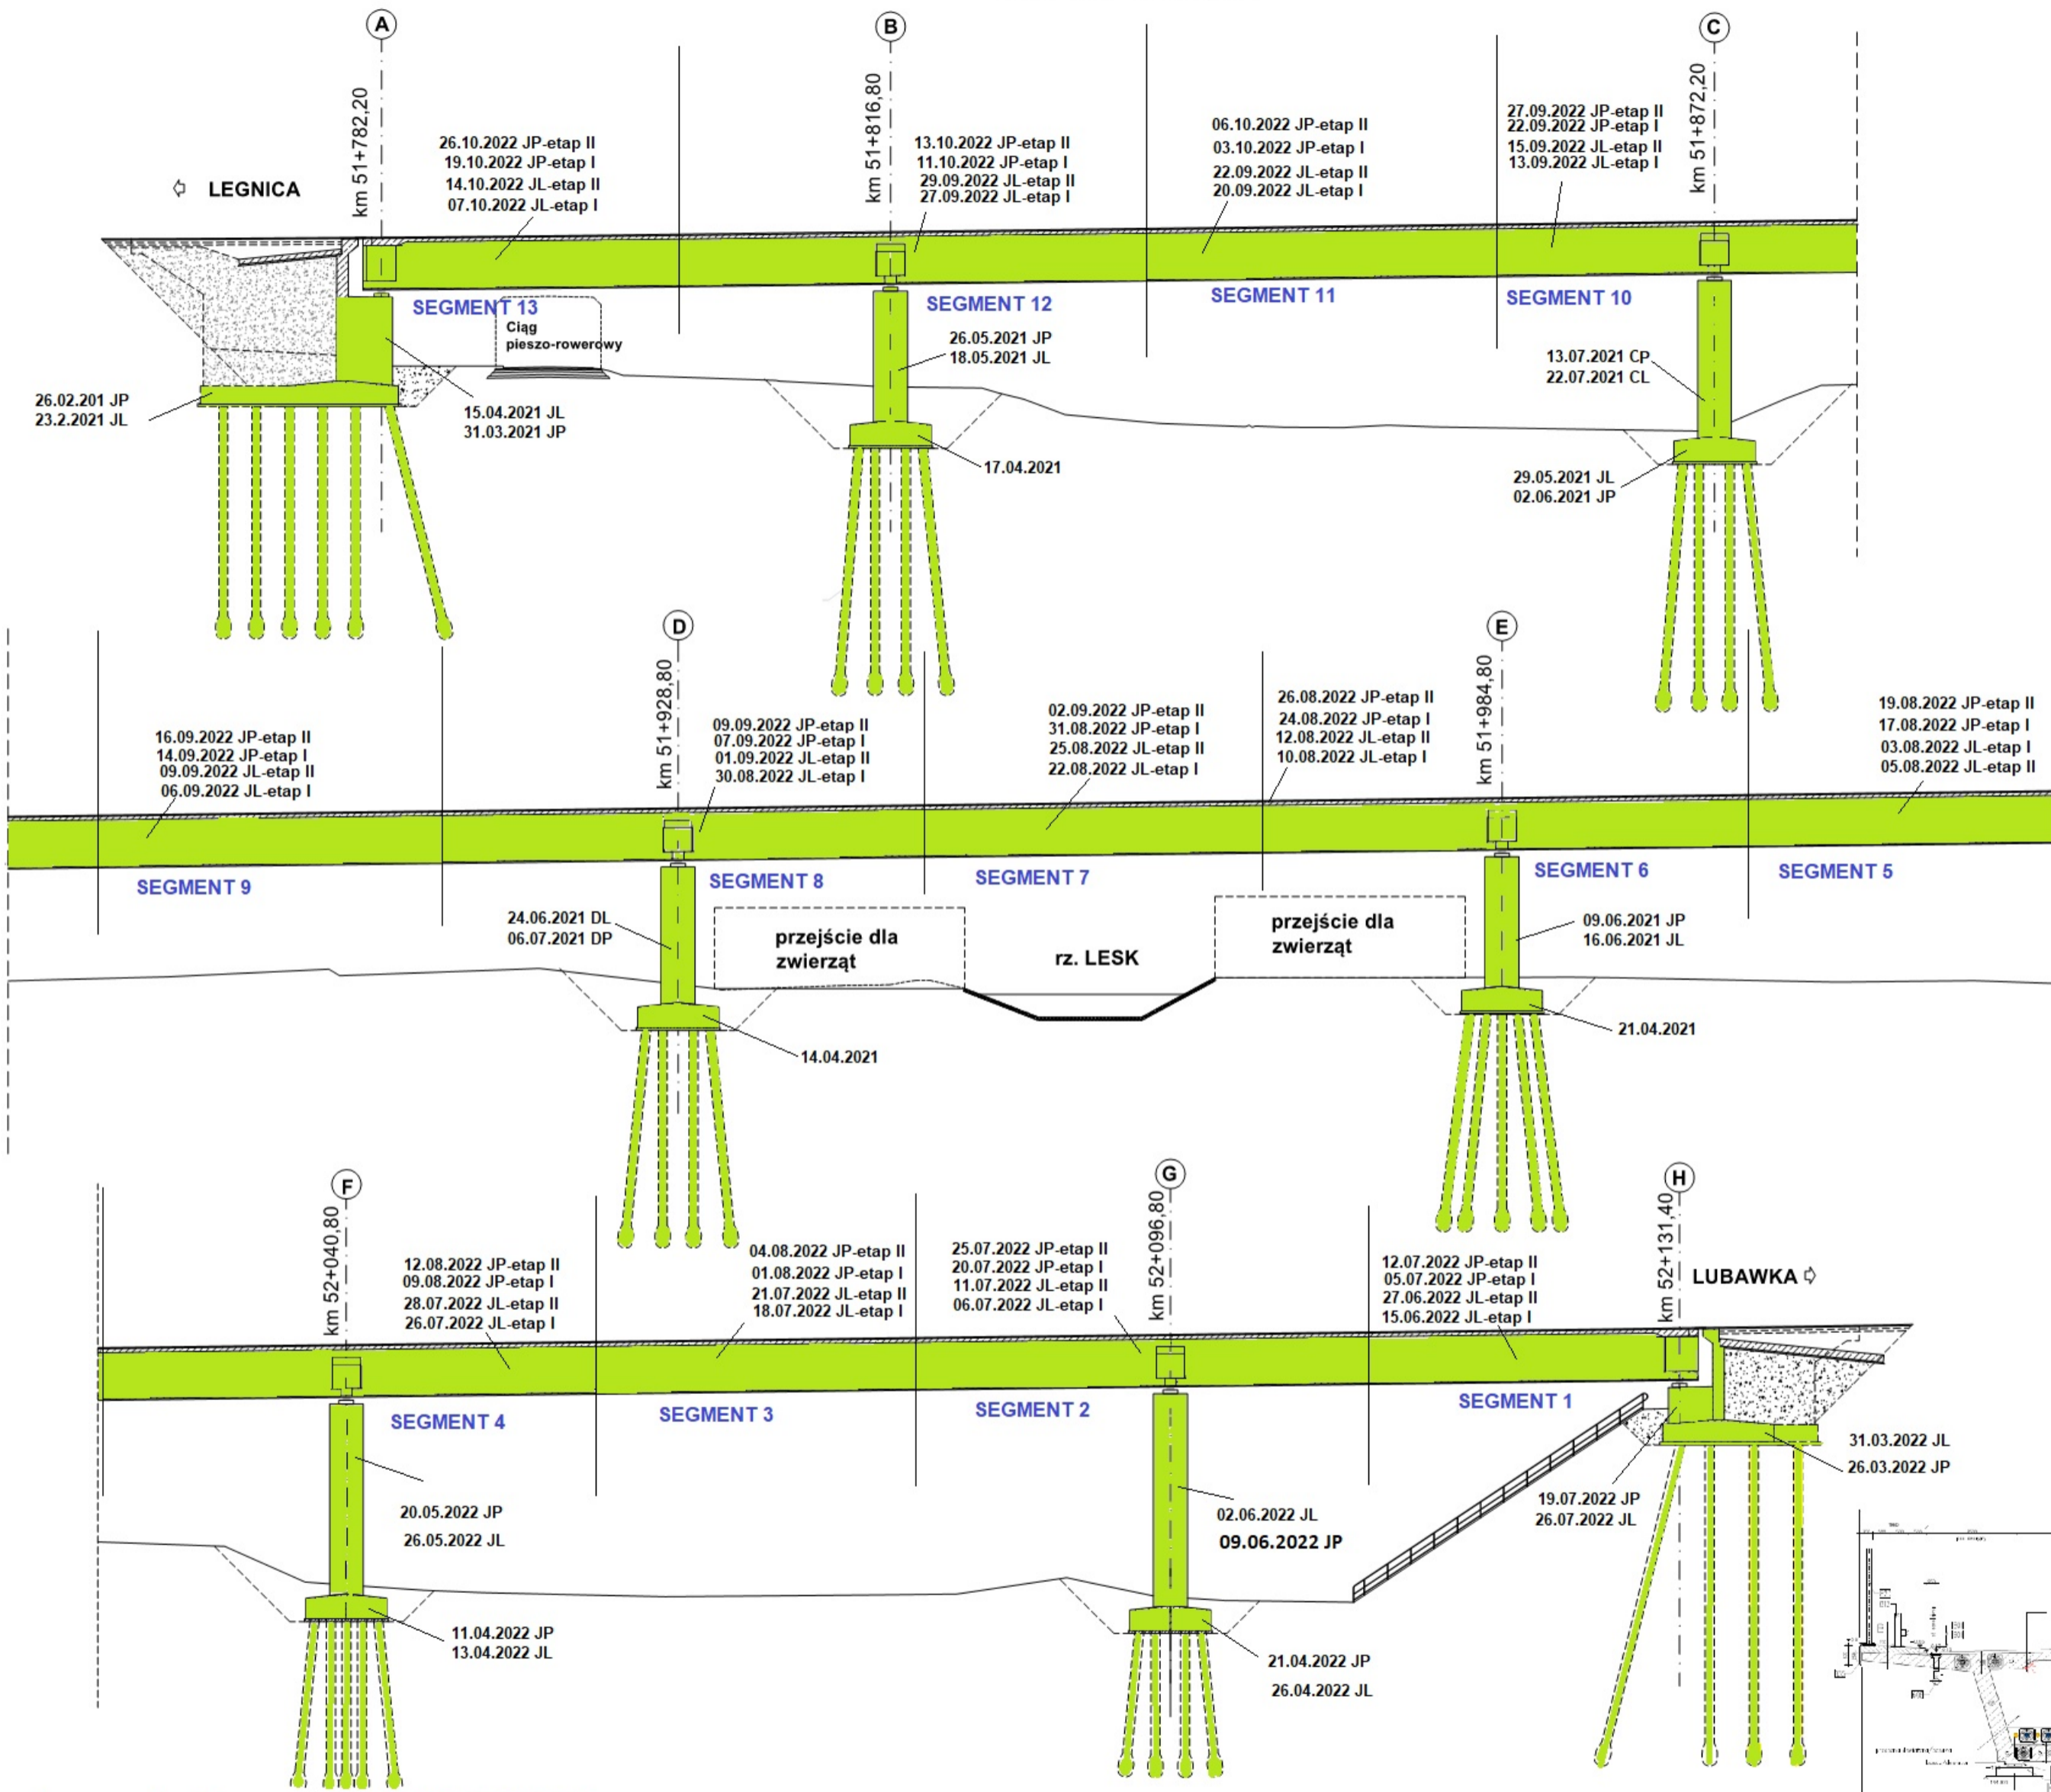 A
B
C
km 51+782,20
km 51+816,80
km 51+872,20
LEGNICA
26.10.2022 JP-etap II
19.10.2022 JP-etap I
14.10.2022 JL-etap II
07.10.2022 JL-etap I
13.10.2022 JP-etap II
11.10.2022 JP-etap I
29.09.2022 JL-etap II
27.09.2022 JL-etap I
06.10.2022 JP-etap II
03.10.2022 JP-etap I
22.09.2022 JL-etap II
20.09.2022 JL-etap I
27.09.2022 JP-etap II
22.09.2022 JP-etap I
15.09.2022 JL-etap II
13.09.2022 JL-etap I
SEGMENT 13
SEGMENT 12
SEGMENT 11
SEGMENT 10
Ciąg
pieszo-rowerowy
26.02.201 JP
23.2.2021 JL
15.04.2021 JL
31.03.2021 JP
26.05.2021 JP
18.05.2021 JL
17.04.2021
13.07.2021 CP
22.07.2021 CL
29.05.2021 JL
02.06.2021 JP
D
E
km 51+928,80
km 51+984,80
16.09.2022 JP-etap II
14.09.2022 JP-etap I
09.09.2022 JL-etap II
06.09.2022 JL-etap I
09.09.2022 JP-etap II
07.09.2022 JP-etap I
01.09.2022 JL-etap II
30.08.2022 JL-etap I
02.09.2022 JP-etap II
31.08.2022 JP-etap I
25.08.2022 JL-etap II
22.08.2022 JL-etap I
26.08.2022 JP-etap II
24.08.2022 JP-etap I
12.08.2022 JL-etap II
10.08.2022 JL-etap I
19.08.2022 JP-etap II
17.08.2022 JP-etap I
03.08.2022 JL-etap I
05.08.2022 JL-etap II
SEGMENT 9
SEGMENT 8
SEGMENT 7
SEGMENT 6
SEGMENT 5
24.06.2021 DL
06.07.2021 DP
przejście dla
zwierząt
rz. LESK
przejście dla
zwierząt
09.06.2021 JP
16.06.2021 JL
14.04.2021
21.04.2021
F
G
H
km 52+040,80
km 52+096,80
km 52+131,40
LUBAWKA
12.08.2022 JP-etap II
09.08.2022 JP-etap I
28.07.2022 JL-etap II
26.07.2022 JL-etap I
04.08.2022 JP-etap II
01.08.2022 JP-etap I
21.07.2022 JL-etap II
18.07.2022 JL-etap I
25.07.2022 JP-etap II
20.07.2022 JP-etap I
11.07.2022 JL-etap II
06.07.2022 JL-etap I
12.07.2022 JP-etap II
05.07.2022 JP-etap I
27.06.2022 JL-etap II
15.06.2022 JL-etap I
SEGMENT 4
SEGMENT 3
SEGMENT 2
SEGMENT 1
20.05.2022 JP
26.05.2022 JL
02.06.2022 JL
09.06.2022 JP
19.07.2022 JP
26.07.2022 JL
31.03.2022 JL
26.03.2022 JP
11.04.2022 JP
13.04.2022 JL
21.04.2022 JP
26.04.2022 JL